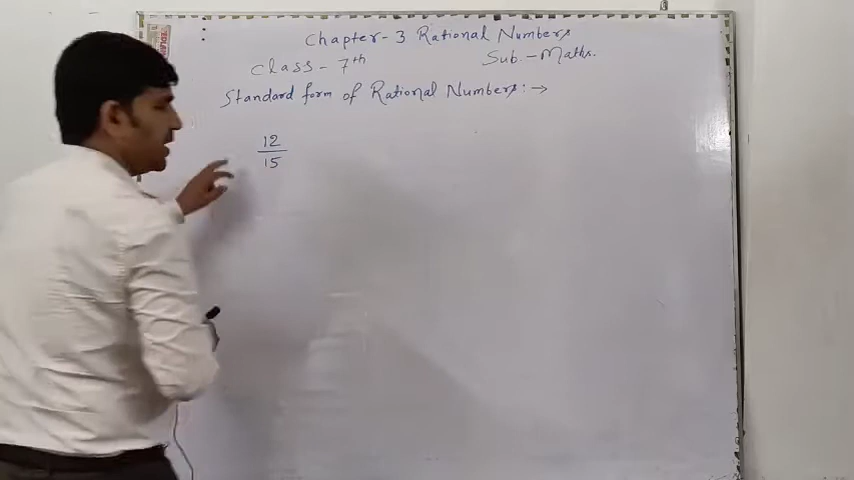 Chapter-3 Rational Numbers
Class-7th Sub.-Maths.
Standard form of Rational Numbers:→
12
15